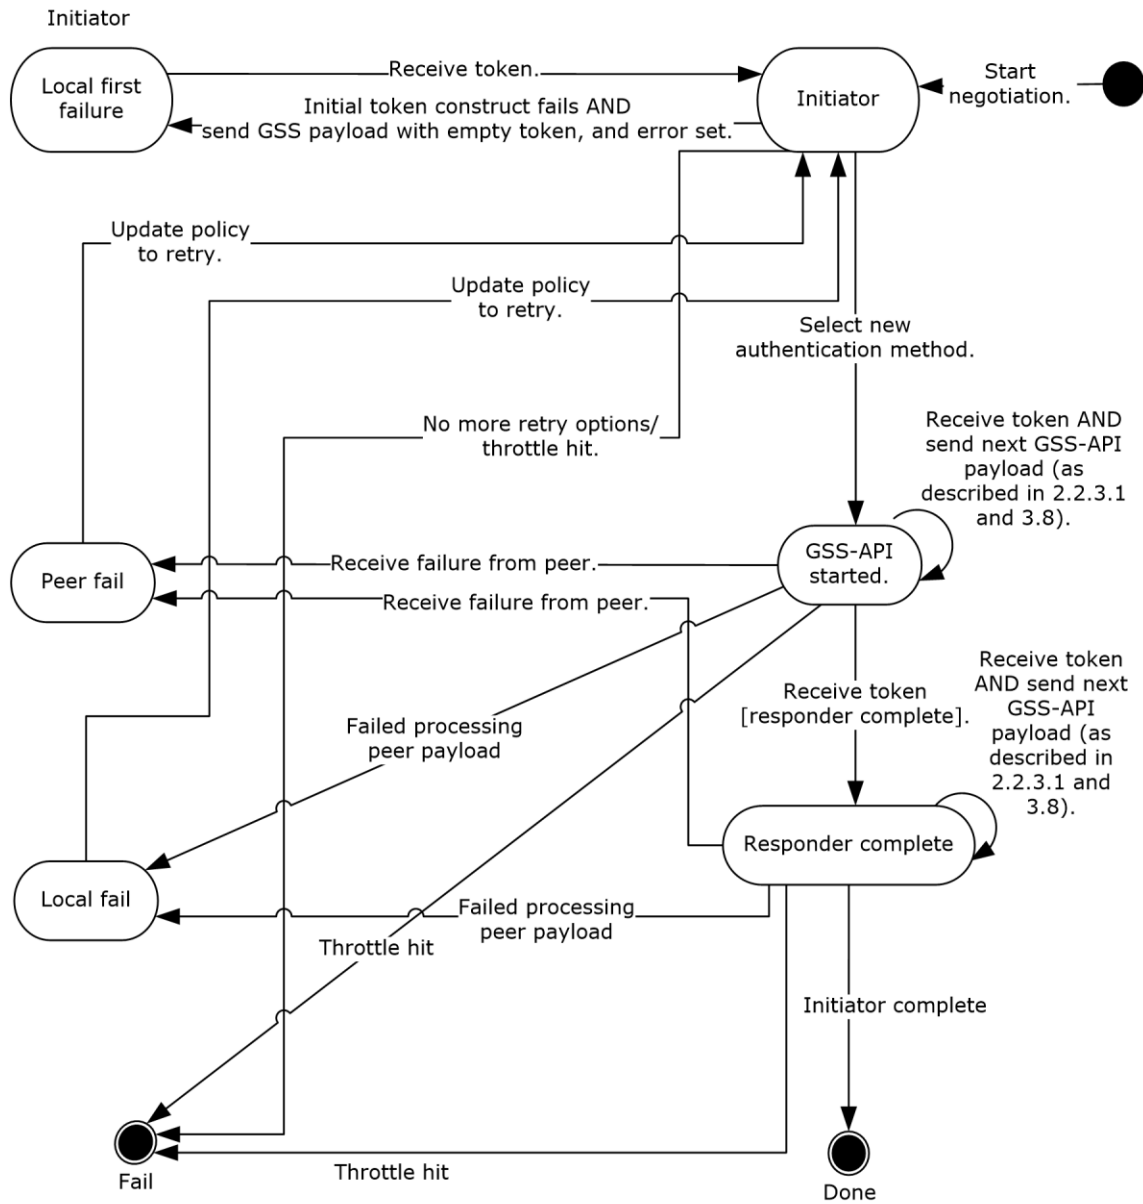 Initiator
Local first
failure
Receive token.
Initiator
Start
negotiation.
Initial token construct fails AND
send GSS payload with empty token, and error set.
Update policy
to retry.
Update policy
to retry.
Select new
authentication method.
No more retry options/
throttle hit.
Receive token AND
send next GSS-API
payload (as
described in 2.2.3.1
and 3.8).
Peer fail
Receive failure from peer.
GSS-API
started.
Receive failure from peer.
Receive token
[responder complete].
Receive token
AND send next
GSS-API
payload (as
described in
2.2.3.1 and
3.8).
Failed processing
peer payload
Responder complete
Local fail
Failed processing
peer payload
Throttle hit
Initiator complete
Fail
Throttle hit
Done